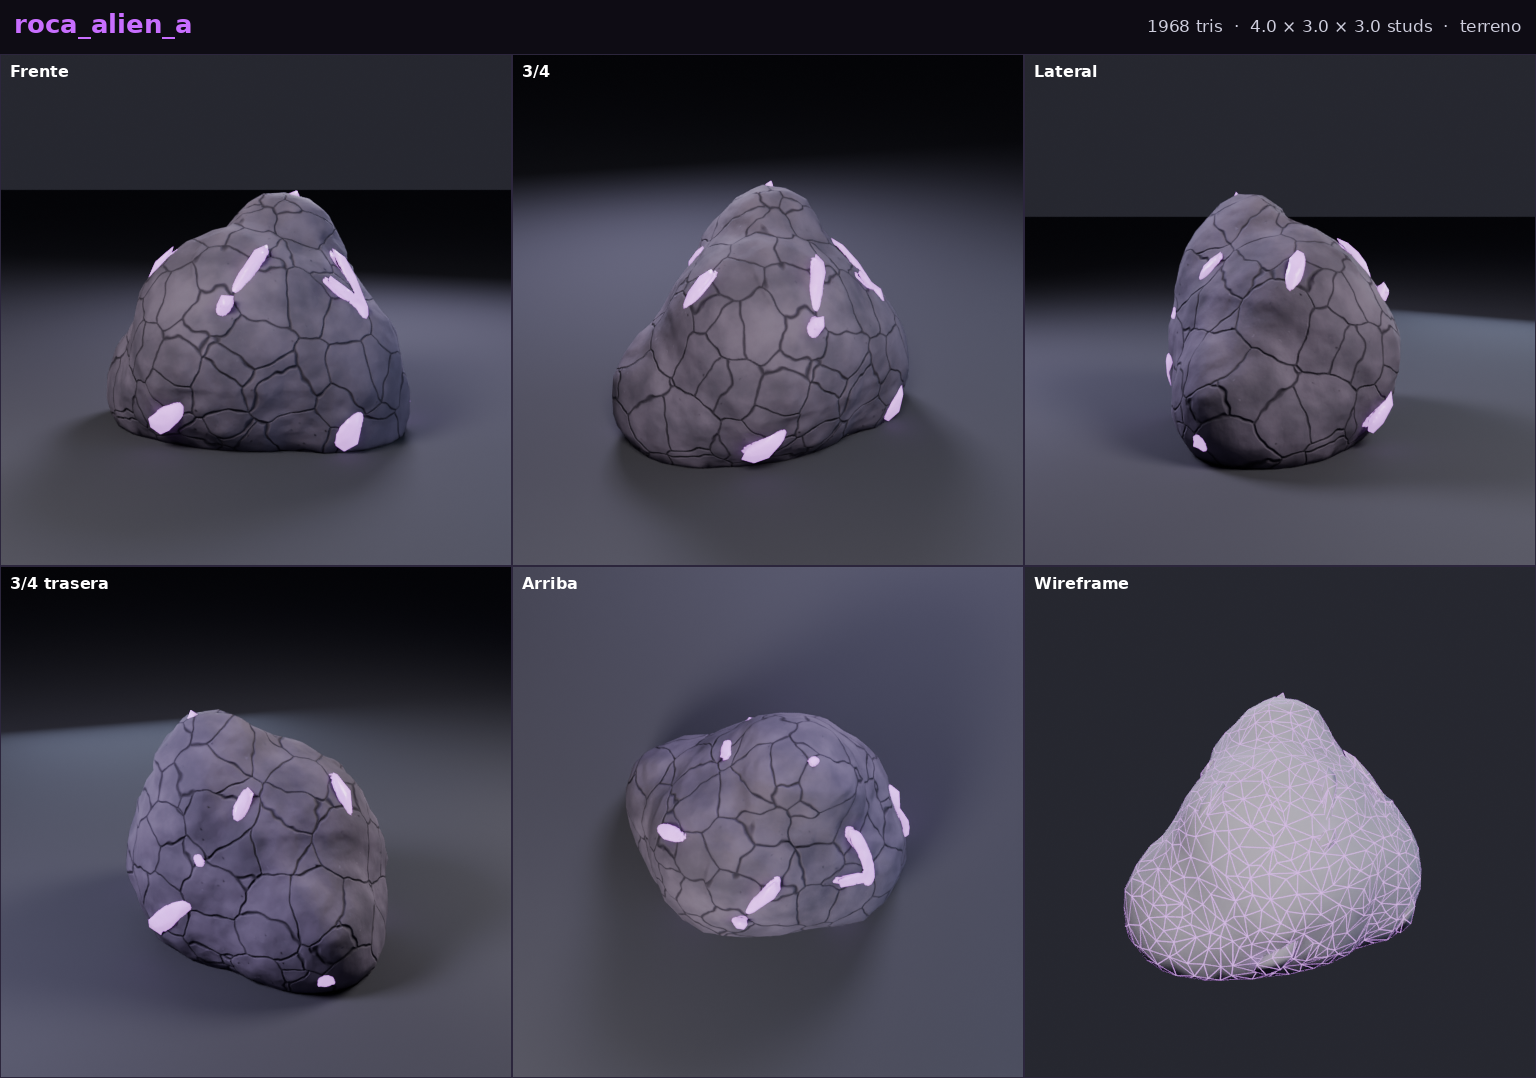 roca_alien_a
1968 tris · 4.0 × 3.0 × 3.0 studs · terreno
Frente
3/4
Lateral
3/4 trasera
Arriba
Wireframe